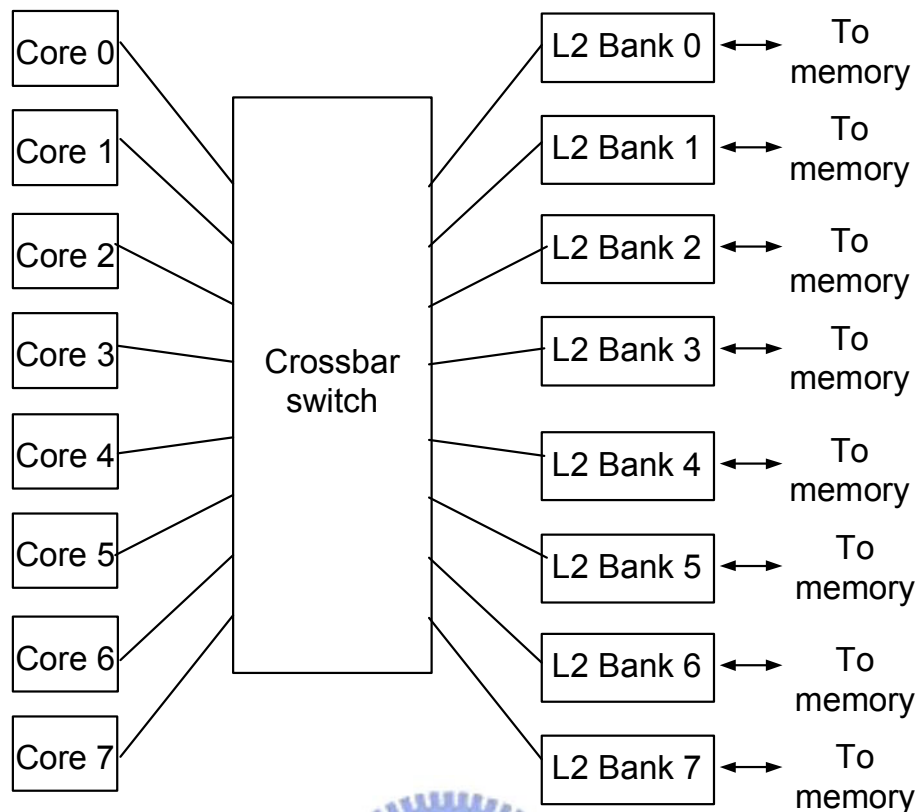 Core 0
Core 1
Core 2
Core 3
Core 4
Core 5
Core 6
Core 7
Crossbar
switch
L2 Bank 0
To
memory
L2 Bank 1
To
memory
L2 Bank 2
To
memory
L2 Bank 3
To
memory
L2 Bank 4
To
memory
L2 Bank 5
To
memory
L2 Bank 6
To
memory
L2 Bank 7
To
memory